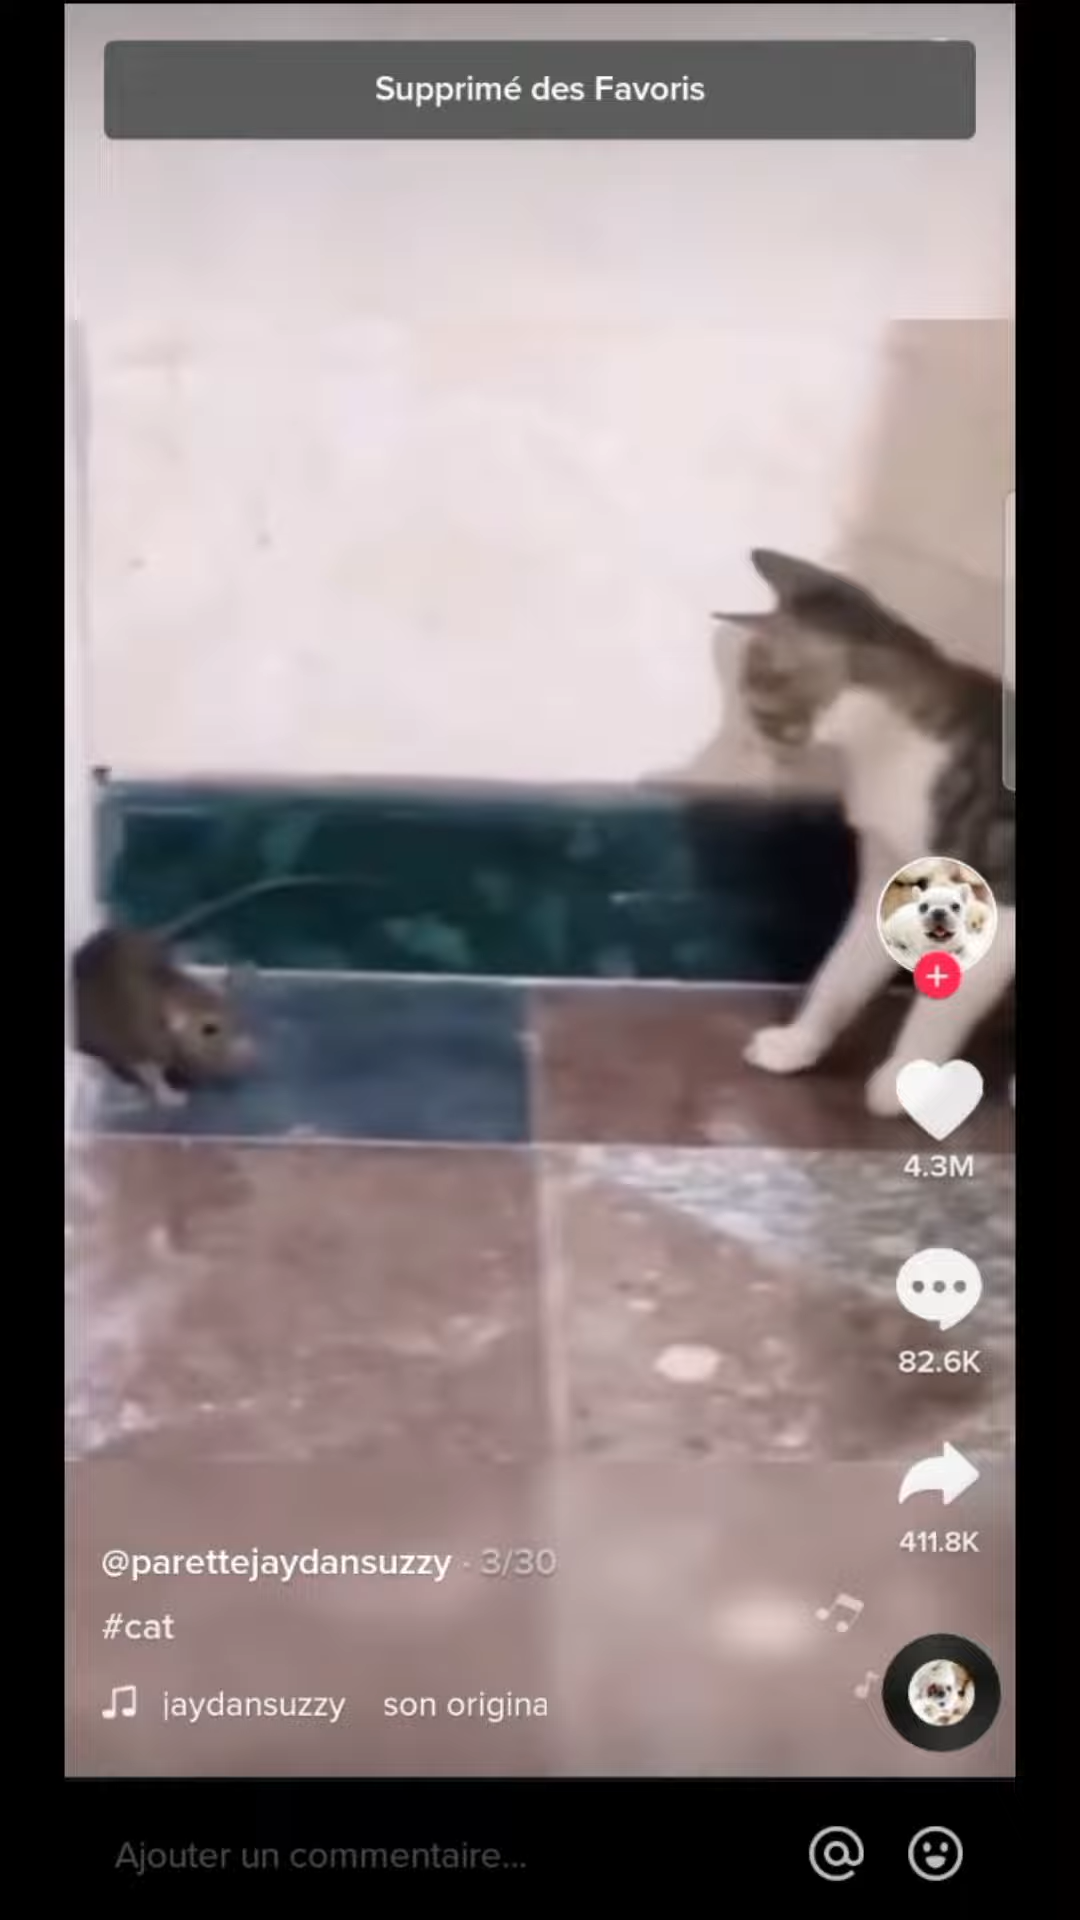 Supprimé des Favoris
4.3M
82.6K
411.8K
@parettejaydansuzzy · 3/30
#cat
jaydansuzzy son origina
Ajouter un commentaire...